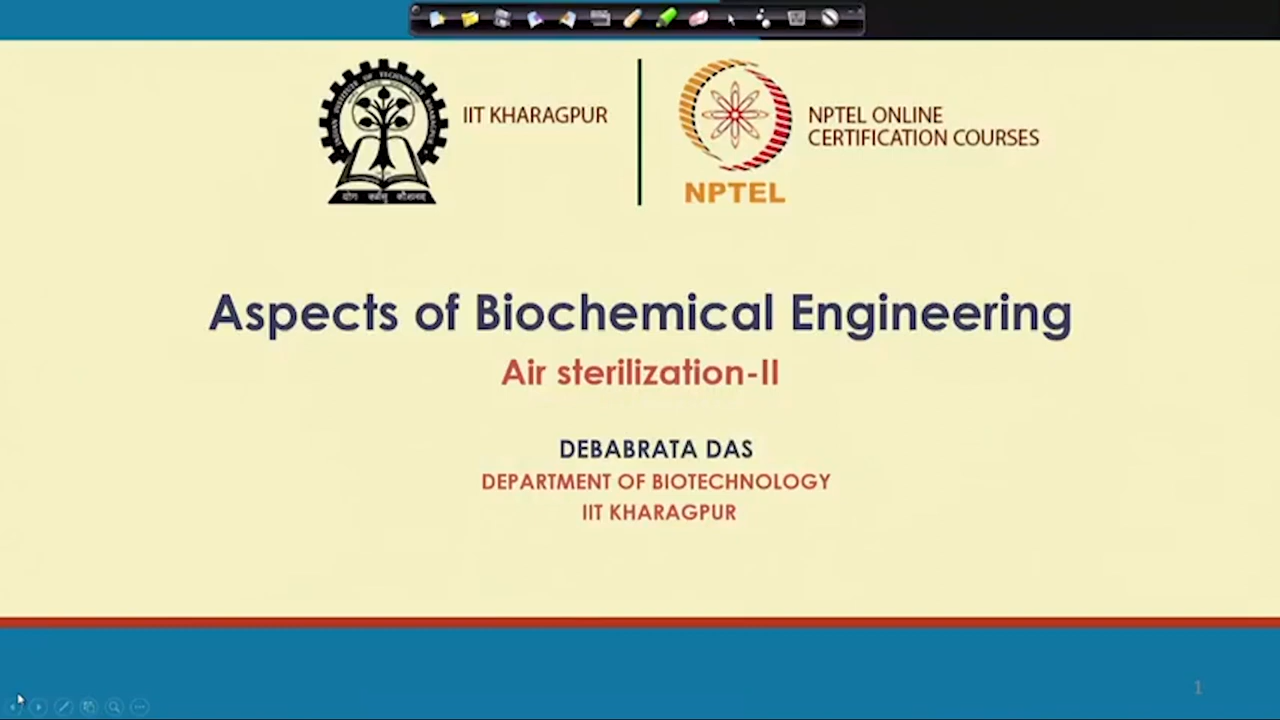 IIT KHARAGPUR
NPTEL ONLINE
CERTIFICATION COURSES
NPTEL
Aspects of Biochemical Engineering
Air sterilization-II
DEBABRATA DAS
DEPARTMENT OF BIOTECHNOLOGY
IIT KHARAGPUR
1